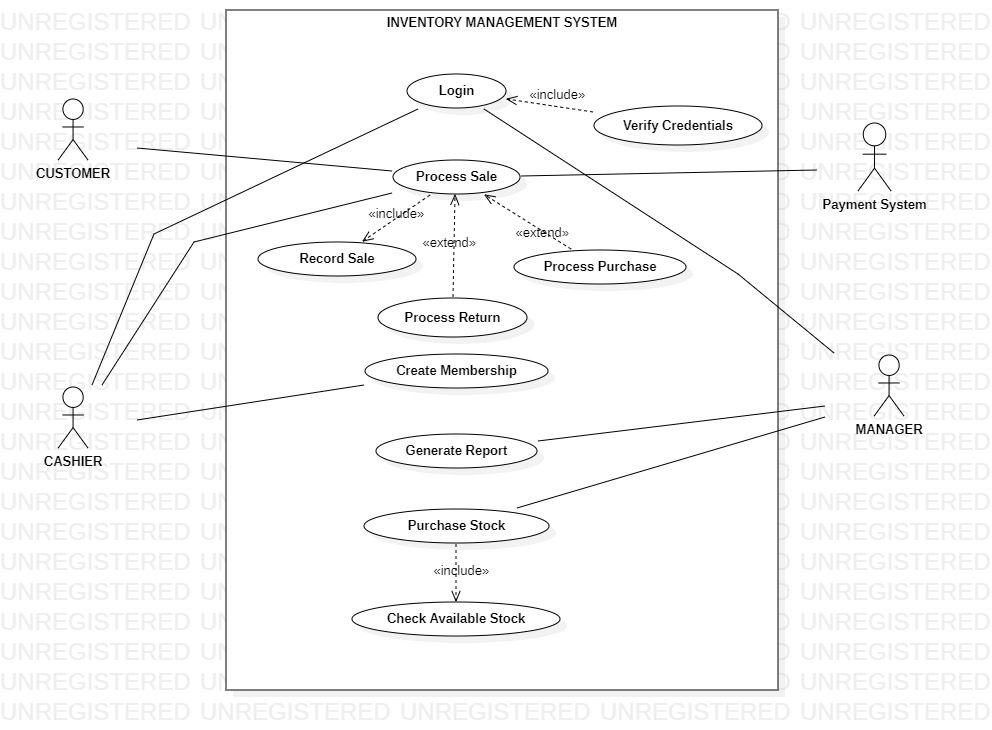 INVENTORY MANAGEMENT SYSTEM
Login
«include»
Verify Credentials
CUSTOMER
Process Sale
Payment System
«include»
«extend»
«extend»
Record Sale
Process Purchase
Process Return
Create Membership
CASHIER
MANAGER
Generate Report
Purchase Stock
«include»
Check Available Stock
UNREGISTERED UNREGISTERED UNREGISTERED UNREGISTERED UNREGISTERED